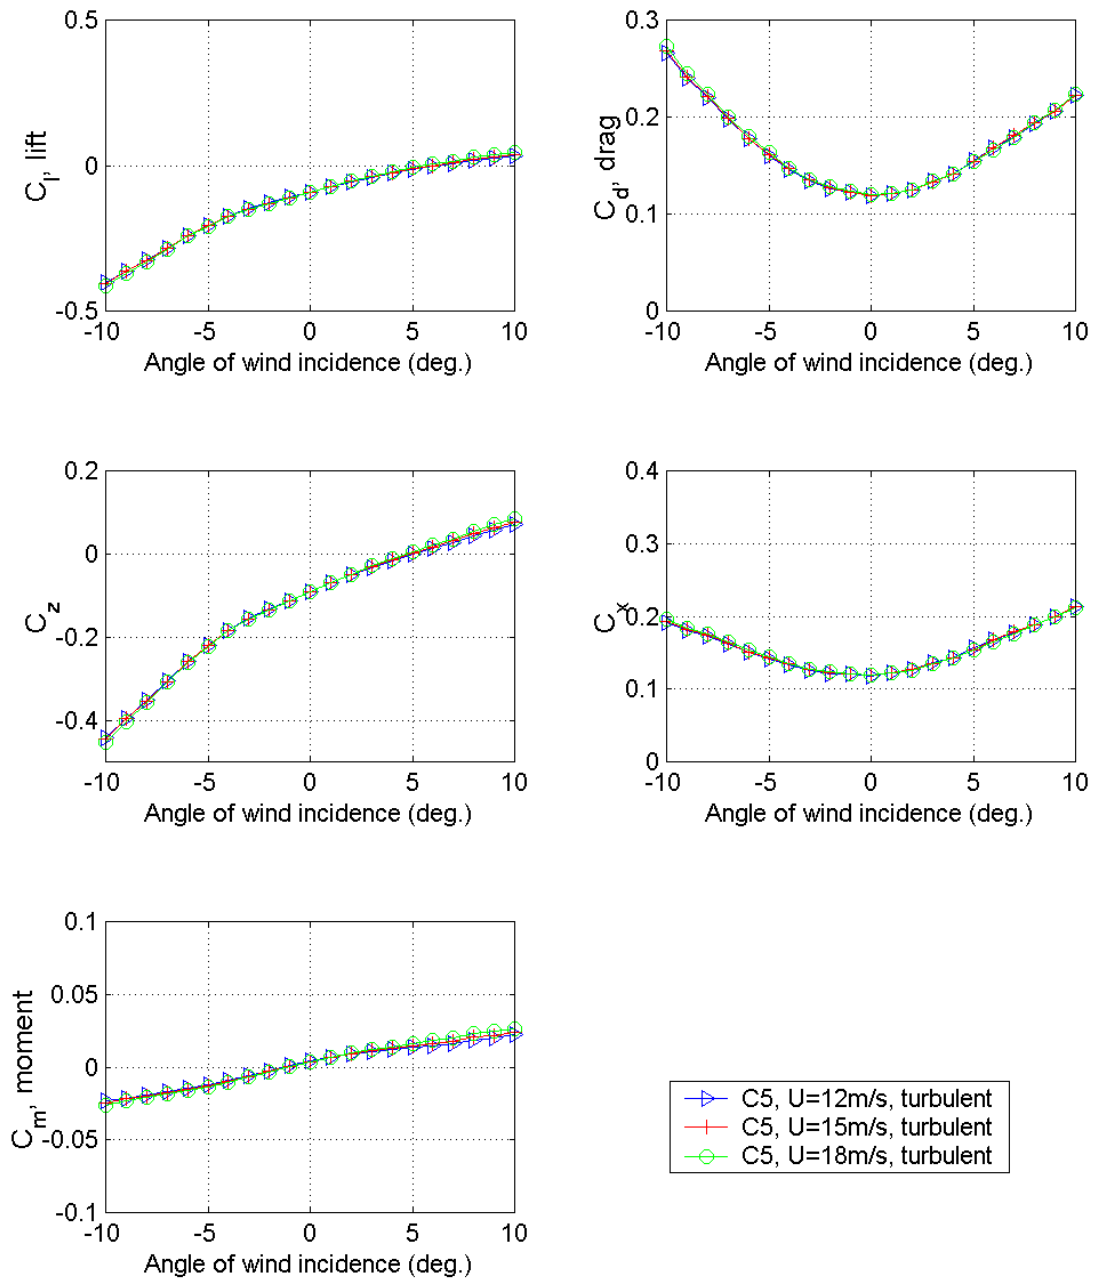 0.5
0
-0.5
C_l, lift
-10 -5 0 5 10
Angle of wind incidence (deg.)
0.3
0.2
0.1
0
C_d, drag
-10 -5 0 5 10
Angle of wind incidence (deg.)
0.2
0
-0.2
-0.4
C_z
-10 -5 0 5 10
Angle of wind incidence (deg.)
0.4
0.3
0.2
0.1
0
C_x
-10 -5 0 5 10
Angle of wind incidence (deg.)
0.1
0.05
0
-0.05
-0.1
C_m, moment
-10 -5 0 5 10
Angle of wind incidence (deg.)
C5, U=12m/s, turbulent
C5, U=15m/s, turbulent
C5, U=18m/s, turbulent